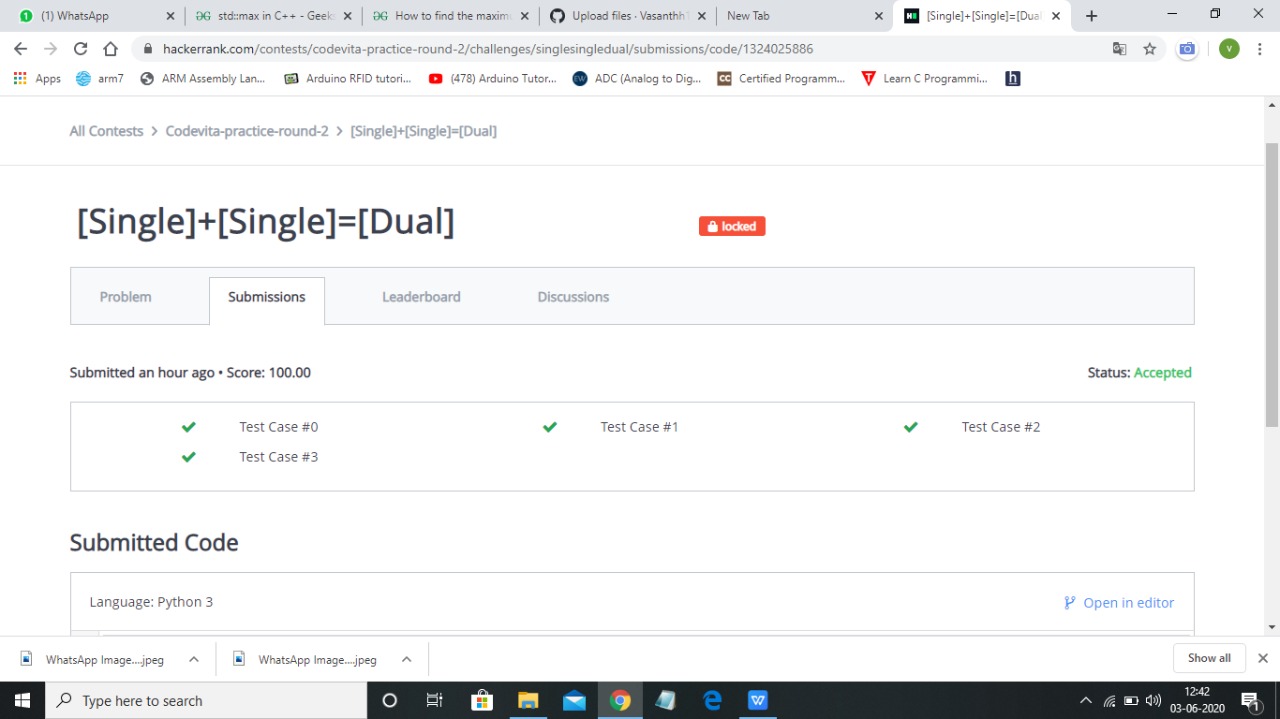 (1) WhatsApp
std::max in C++ - Geek
How to find the maxim
Upload files · Vasanthh
New Tab
[Single]+[Single]=[Dual
hackerrank.com/contests/codevita-practice-round-2/challenges/singlesingledual/submissions/code/1324025886
V
Apps
arm7
ARM Assembly Lan...
Arduino RFID tutori...
(478) Arduino Tutor...
EW
ADC (Analog to Dig...
CC
Certified Programm...
Learn C Programmi...
h
All Contests > Codevita-practice-round-2 > [Single]+[Single]=[Dual]
[Single]+[Single]=[Dual]
locked
Problem
Submissions
Leaderboard
Discussions
Submitted an hour ago • Score: 100.00
Status: Accepted
Test Case #0
Test Case #1
Test Case #2
Test Case #3
Submitted Code
Language: Python 3
Open in editor
WhatsApp Image....jpeg
WhatsApp Image....jpeg
Show all
Type here to search
12:42
03-06-2020
1